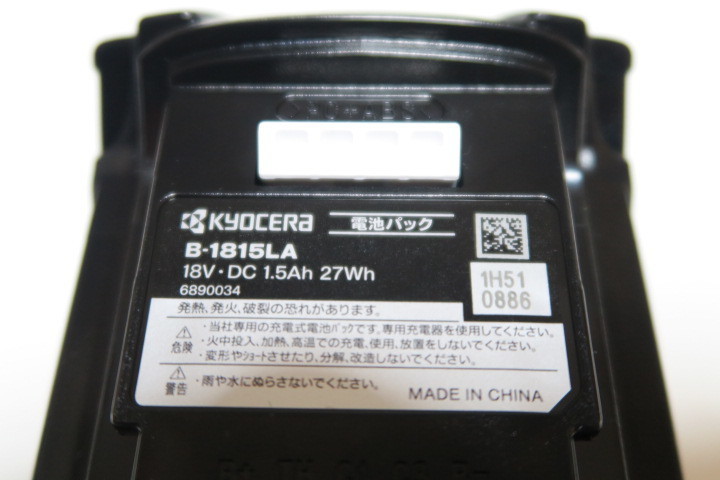 KYOCERA 電池パック
B-1815LA
18V・DC 1.5Ah 27Wh
6890034
1H51
0886
発熱、発火、破裂の恐れがあります。
危険
・当社専用の充電式電池パックです、専用充電器を使用してください。
・火中投入、加熱、高温での充電、使用、放置をしないでください。
・変形やショートさせたり、分解、改造しないでください。
警告
・雨や水にぬらさないでください。
MADE IN CHINA